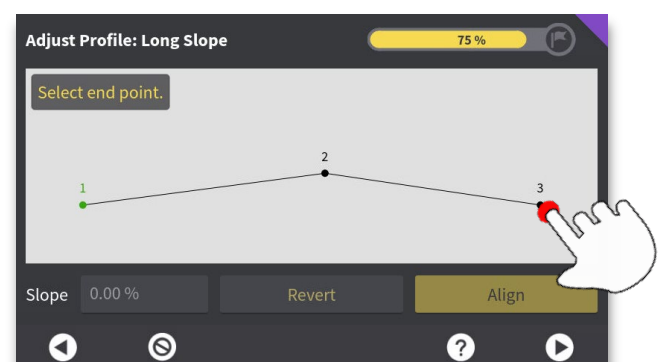 Adjust Profile: Long Slope
75 %
Select end point.
2
1
3
Slope
0.00 %
Revert
Align
?